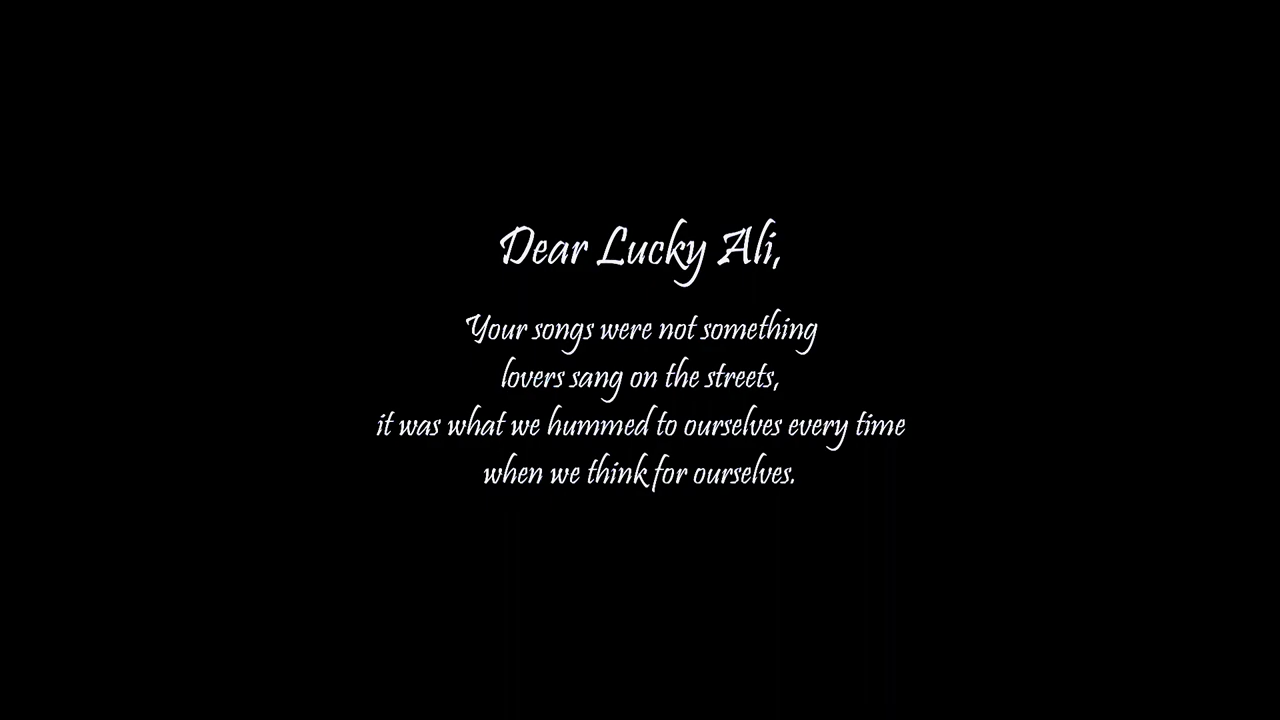 Dear Lucky Ali,
Your songs were not something
lovers sang on the streets,
it was what we hummed to ourselves every time
when we think for ourselves.